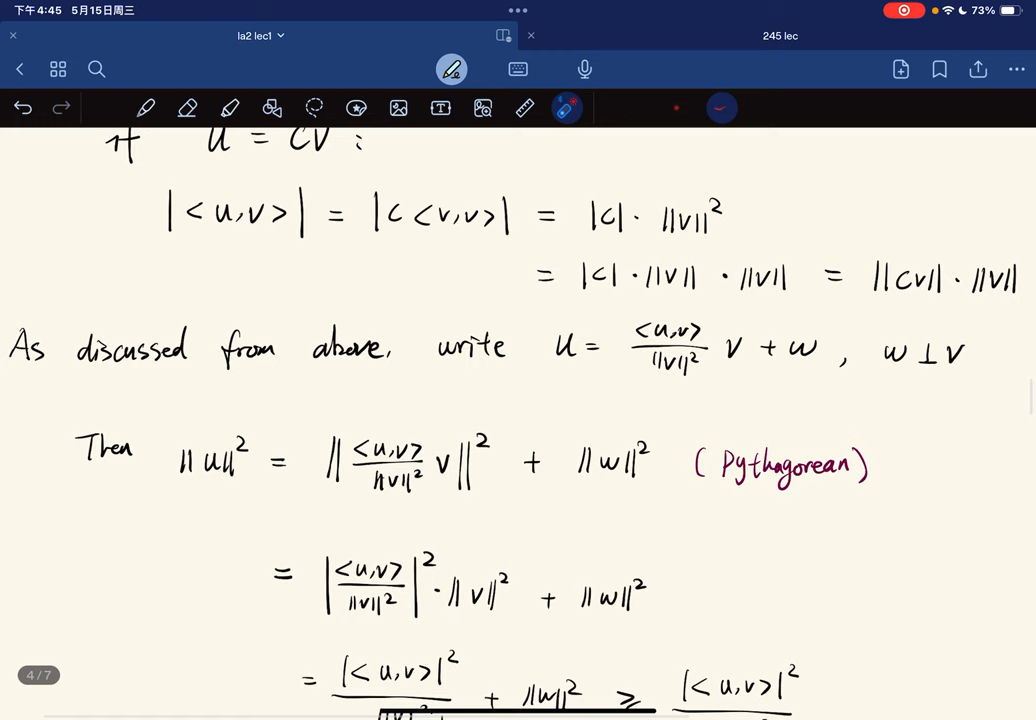 下午4:45 5月15日周三
73%
la2 lec1
245 lec
If u = cv :
|<u,v>| = |c<v,v>| = |c| · ||v||²
= |c| · ||v|| · ||v|| = ||cv|| · ||v||
As discussed from above, write u = <u,v>/||v||² v + w, w ⊥ v
Then ||u||² = ||<u,v>/||v||² v||² + ||w||² (Pythagorean)
= |<u,v>/||v||²|² · ||v||² + ||w||²
= |<u,v>|²/||v||² + ||w||² ≥ |<u,v>|²
4 / 7